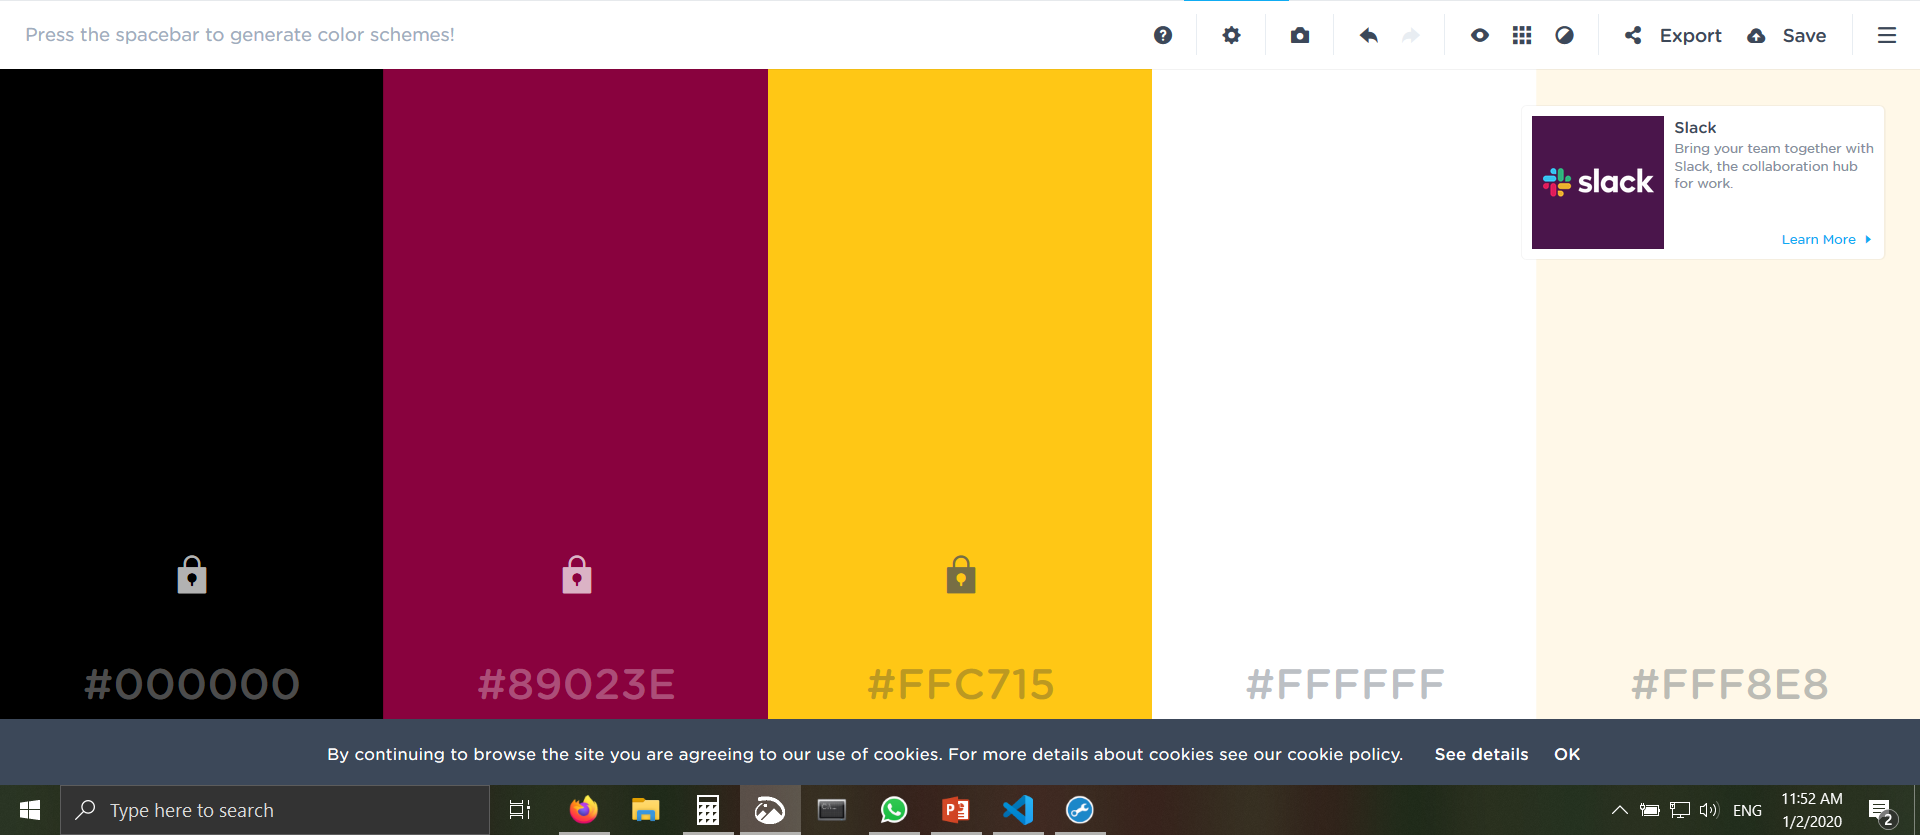 Press the spacebar to generate color schemes!
Export
Save
slack
Slack
Bring your team together with
Slack, the collaboration hub
for work.
Learn More
#000000
#89023E
#FFC715
#FFFFFF
#FFF8E8
By continuing to browse the site you are agreeing to our use of cookies. For more details about cookies see our cookie policy. See details OK
Type here to search
ENG
11:52 AM
1/2/2020
2